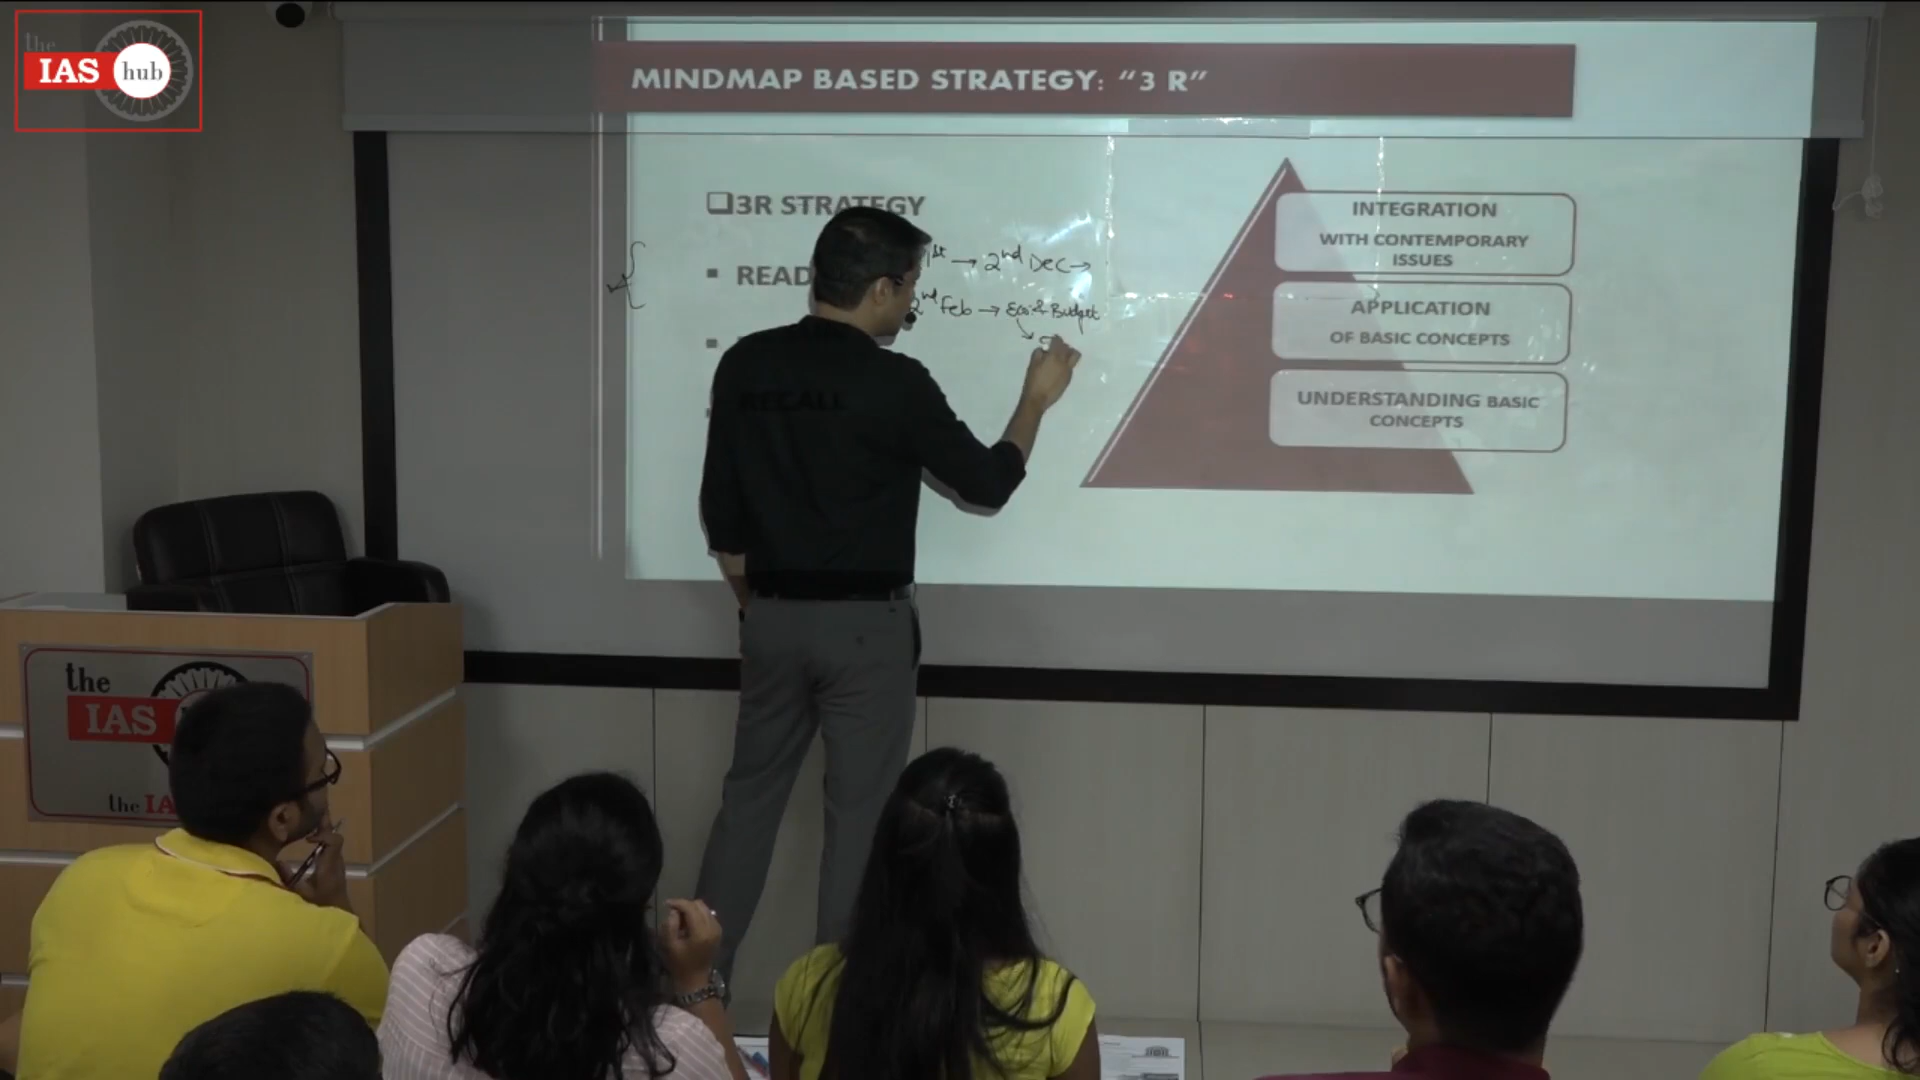 the
IAS hub
MINDMAP BASED STRATEGY: "3 R"
❑3R STRATEGY
▪ READ
▪
▪ RECALL
1st → 2nd Dec →
2nd Feb → Eco & Budget
INTEGRATION
WITH CONTEMPORARY
ISSUES
APPLICATION
OF BASIC CONCEPTS
UNDERSTANDING BASIC
CONCEPTS
the
IAS
the IA